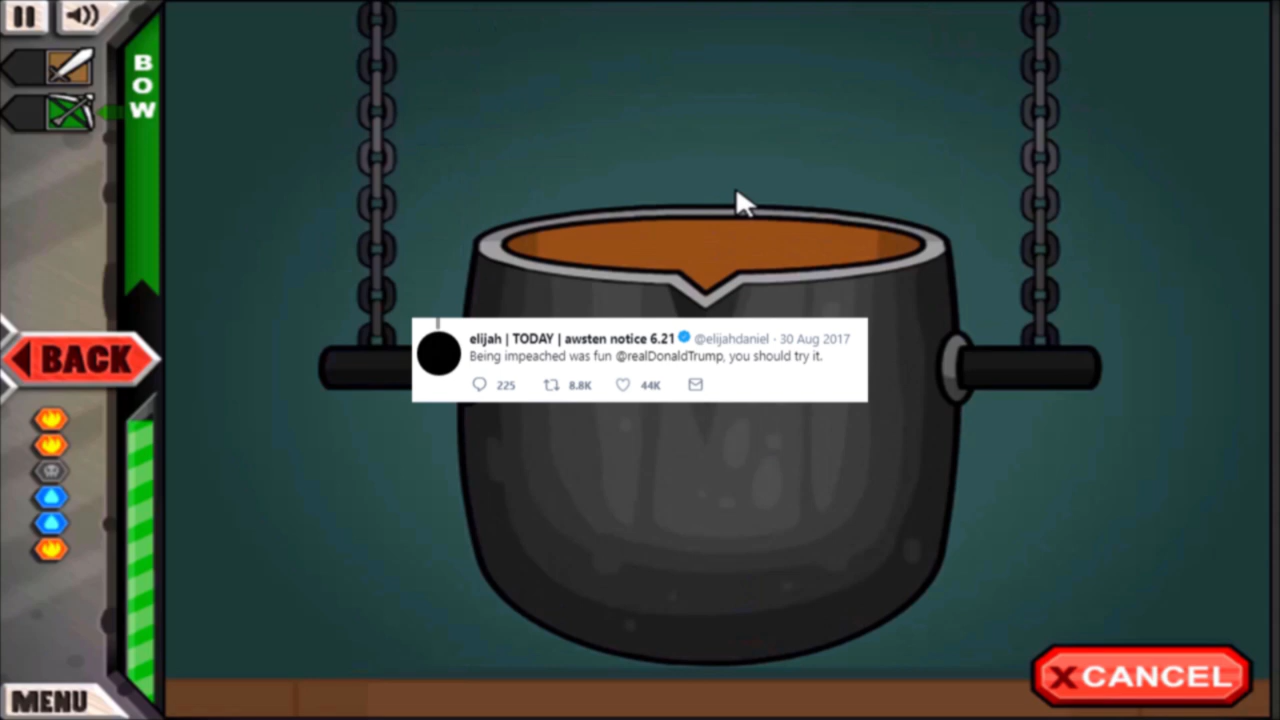 BOW
BACK
elijah | TODAY | awsten notice 6.21 @elijahdaniel · 30 Aug 2017
Being impeached was fun @realDonaldTrump, you should try it.
225 8.8K 44K
MENU
XCANCEL